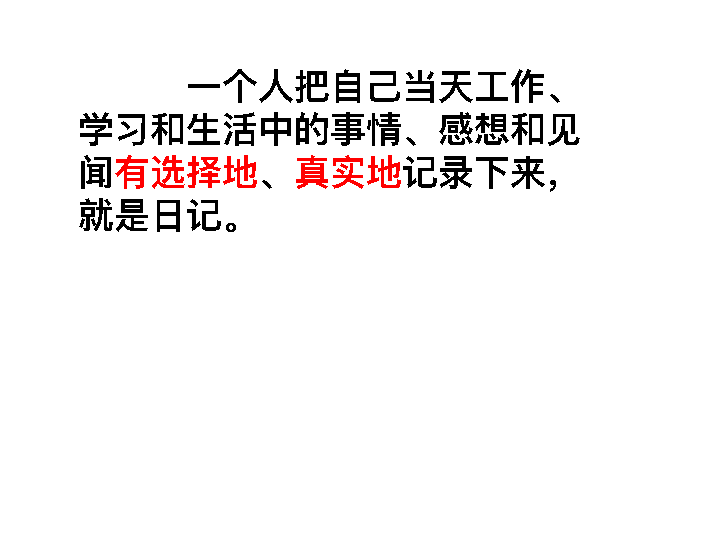 一个人把自己当天工作、
学习和生活中的事情、感想和见
闻有选择地、真实地记录下来，
就是日记。